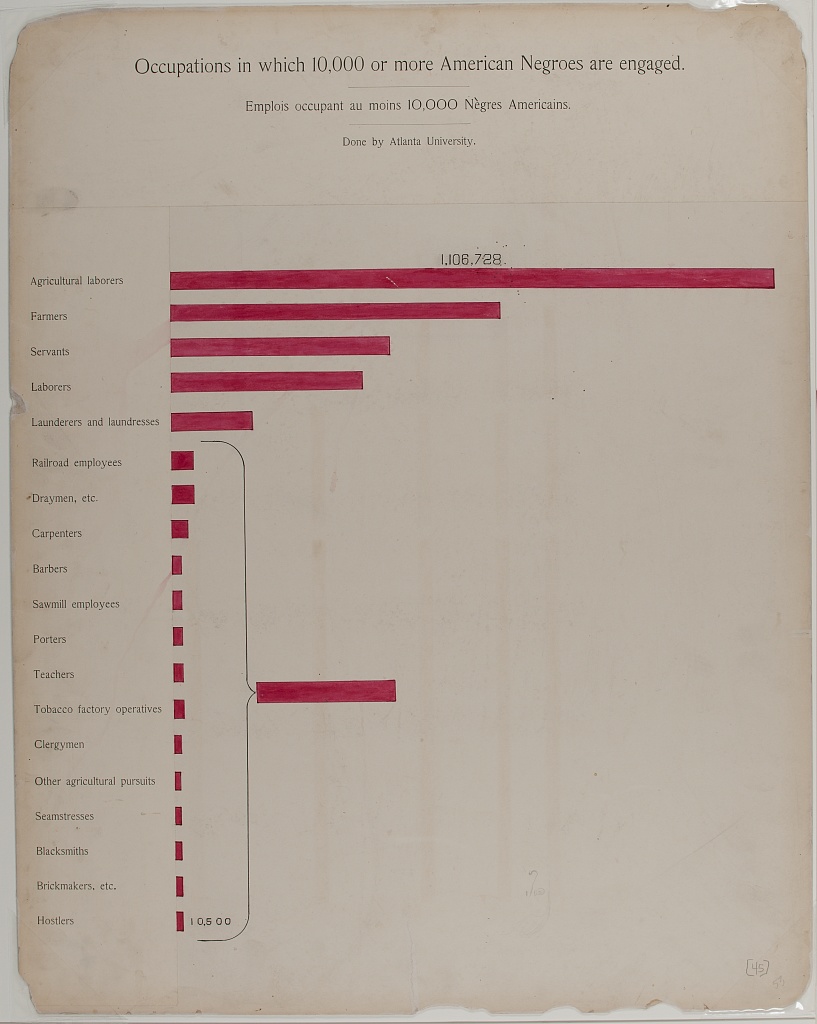 Occupations in which 10,000 or more American Negroes are engaged.
Emplois occupant au moins 10,000 Nègres Americains.
Done by Atlanta University.
1,106,728.
Agricultural laborers
Farmers
Servants
Laborers
Launderers and laundresses
Railroad employees
Draymen, etc.
Carpenters
Barbers
Sawmill employees
Porters
Teachers
Tobacco factory operatives
Clergymen
Other agricultural pursuits
Seamstresses
Blacksmiths
Brickmakers, etc.
Hostlers 10,500
[45]